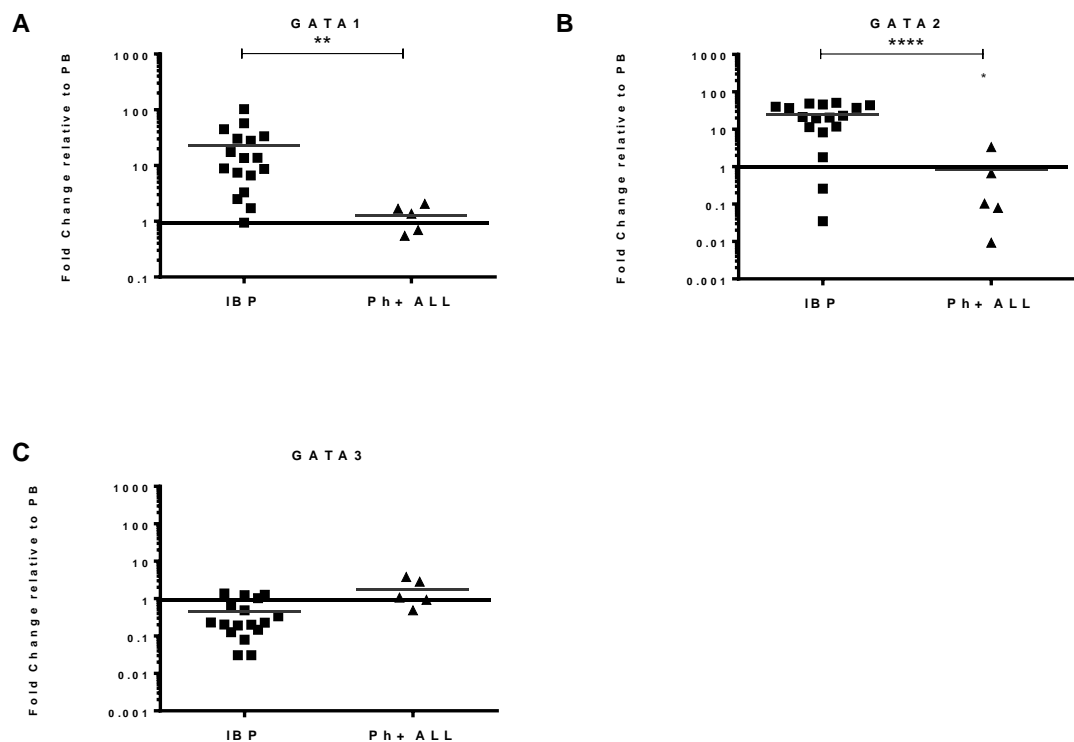 A
GATA1
**
Fold Change relative to PB
1000
100
10
1
0.1
IBP Ph+ ALL
B
GATA2
****
*
Fold Change relative to PB
1000
100
10
1
0.1
0.01
0.001
IBP Ph+ ALL
C
GATA3
Fold Change relative to PB
1000
100
10
1
0.1
0.01
0.001
IBP Ph+ ALL